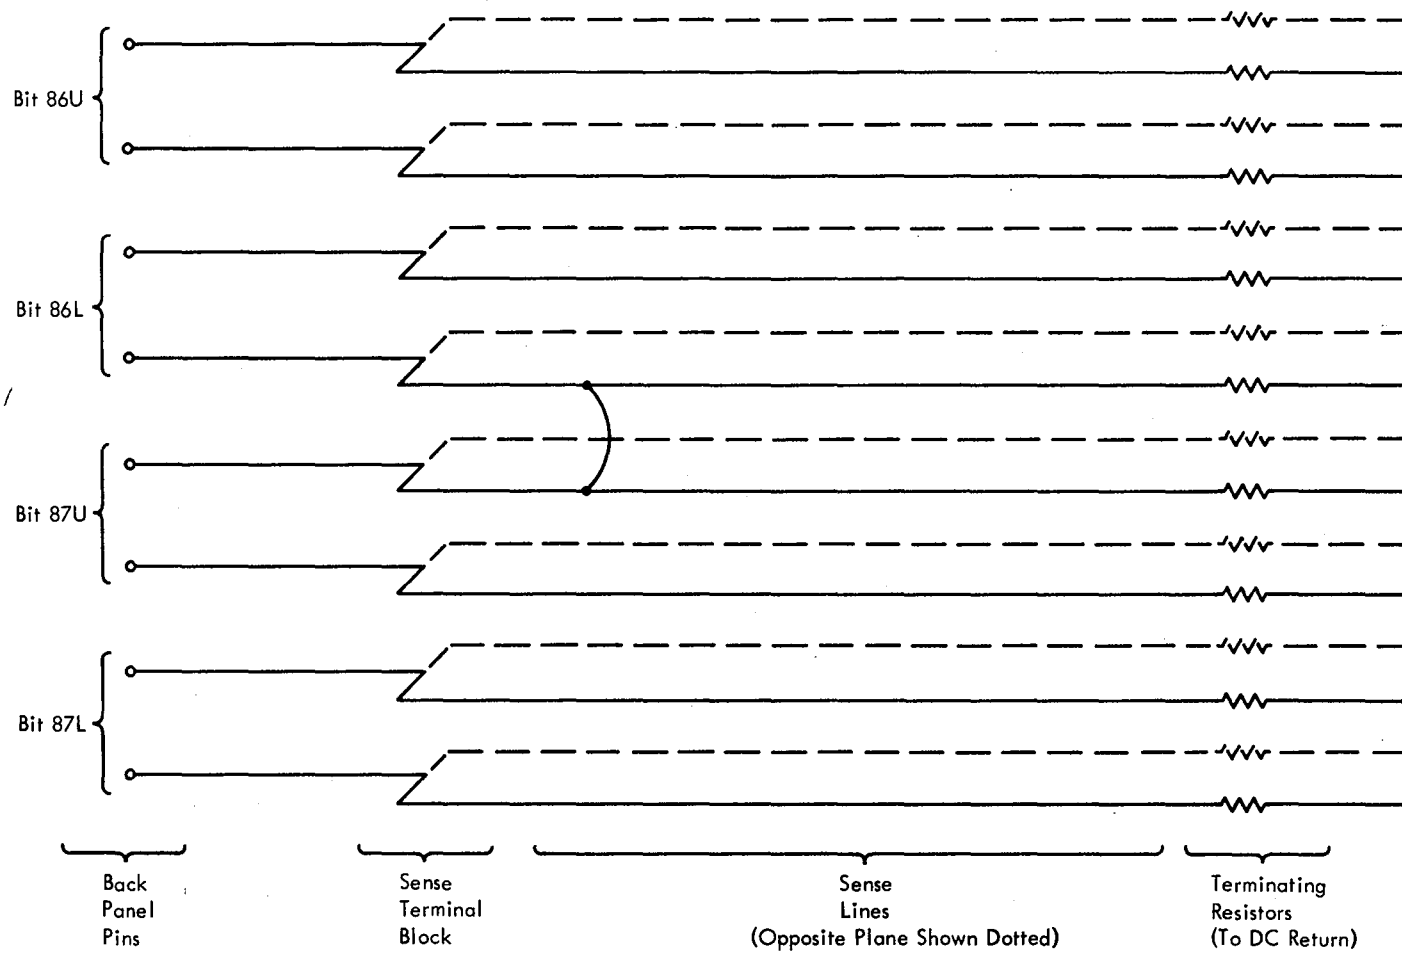 Bit 86U
Bit 86L
Bit 87U
Bit 87L
Back
Panel
Pins
Sense
Terminal
Block
Sense
Lines
(Opposite Plane Shown Dotted)
Terminating
Resistors
(To DC Return)